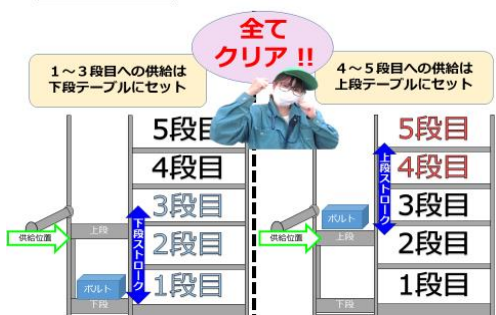 全て
クリア !!
1～3段目への供給は
下段テーブルにセット
4～5段目への供給は
上段テーブルにセット
5段目
4段目
3段目
2段目
1段目
下段ストローク
上段
供給位置
ボルト
下段
5段目
4段目
3段目
2段目
1段目
上段ストローク
ボルト
上段
供給位置
下段